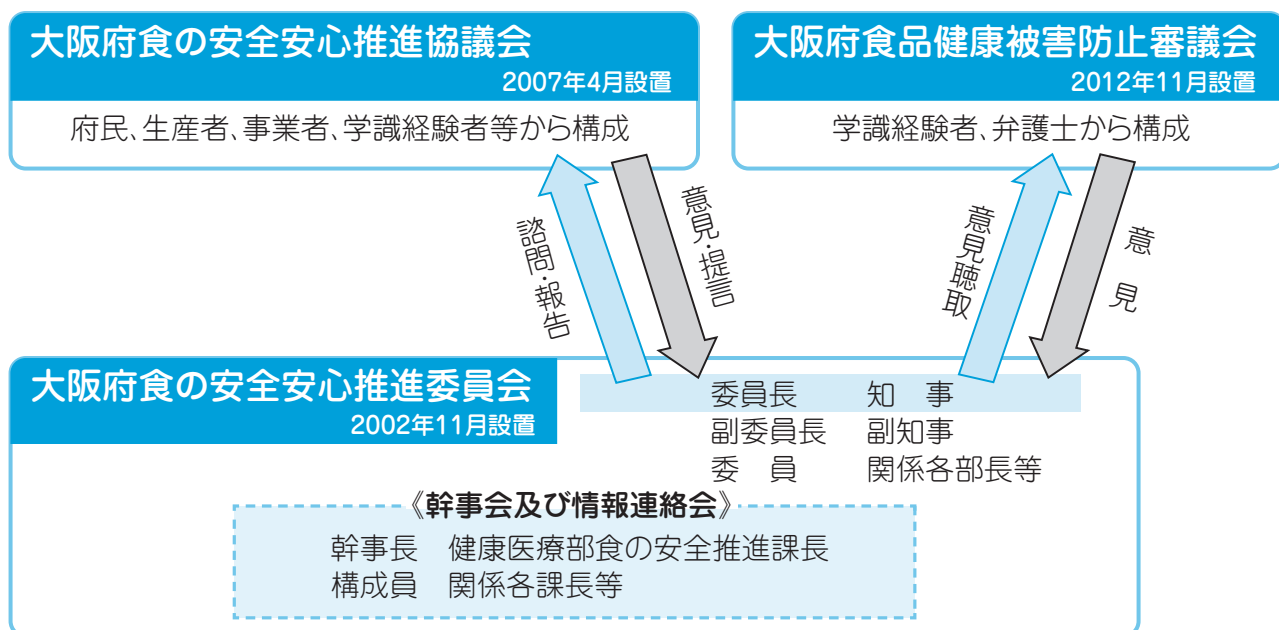 大阪府食の安全安心推進協議会
2007年4月設置
府民、生産者、事業者、学識経験者等から構成
大阪府食品健康被害防止審議会
2012年11月設置
学識経験者、弁護士から構成
諮問・報告
意見・提言
意見聴取
意見
大阪府食の安全安心推進委員会
2002年11月設置
委員長 知 事
副委員長 副知事
委 員 関係各部長等
《幹事会及び情報連絡会》
幹事長 健康医療部食の安全推進課長
構成員 関係各課長等